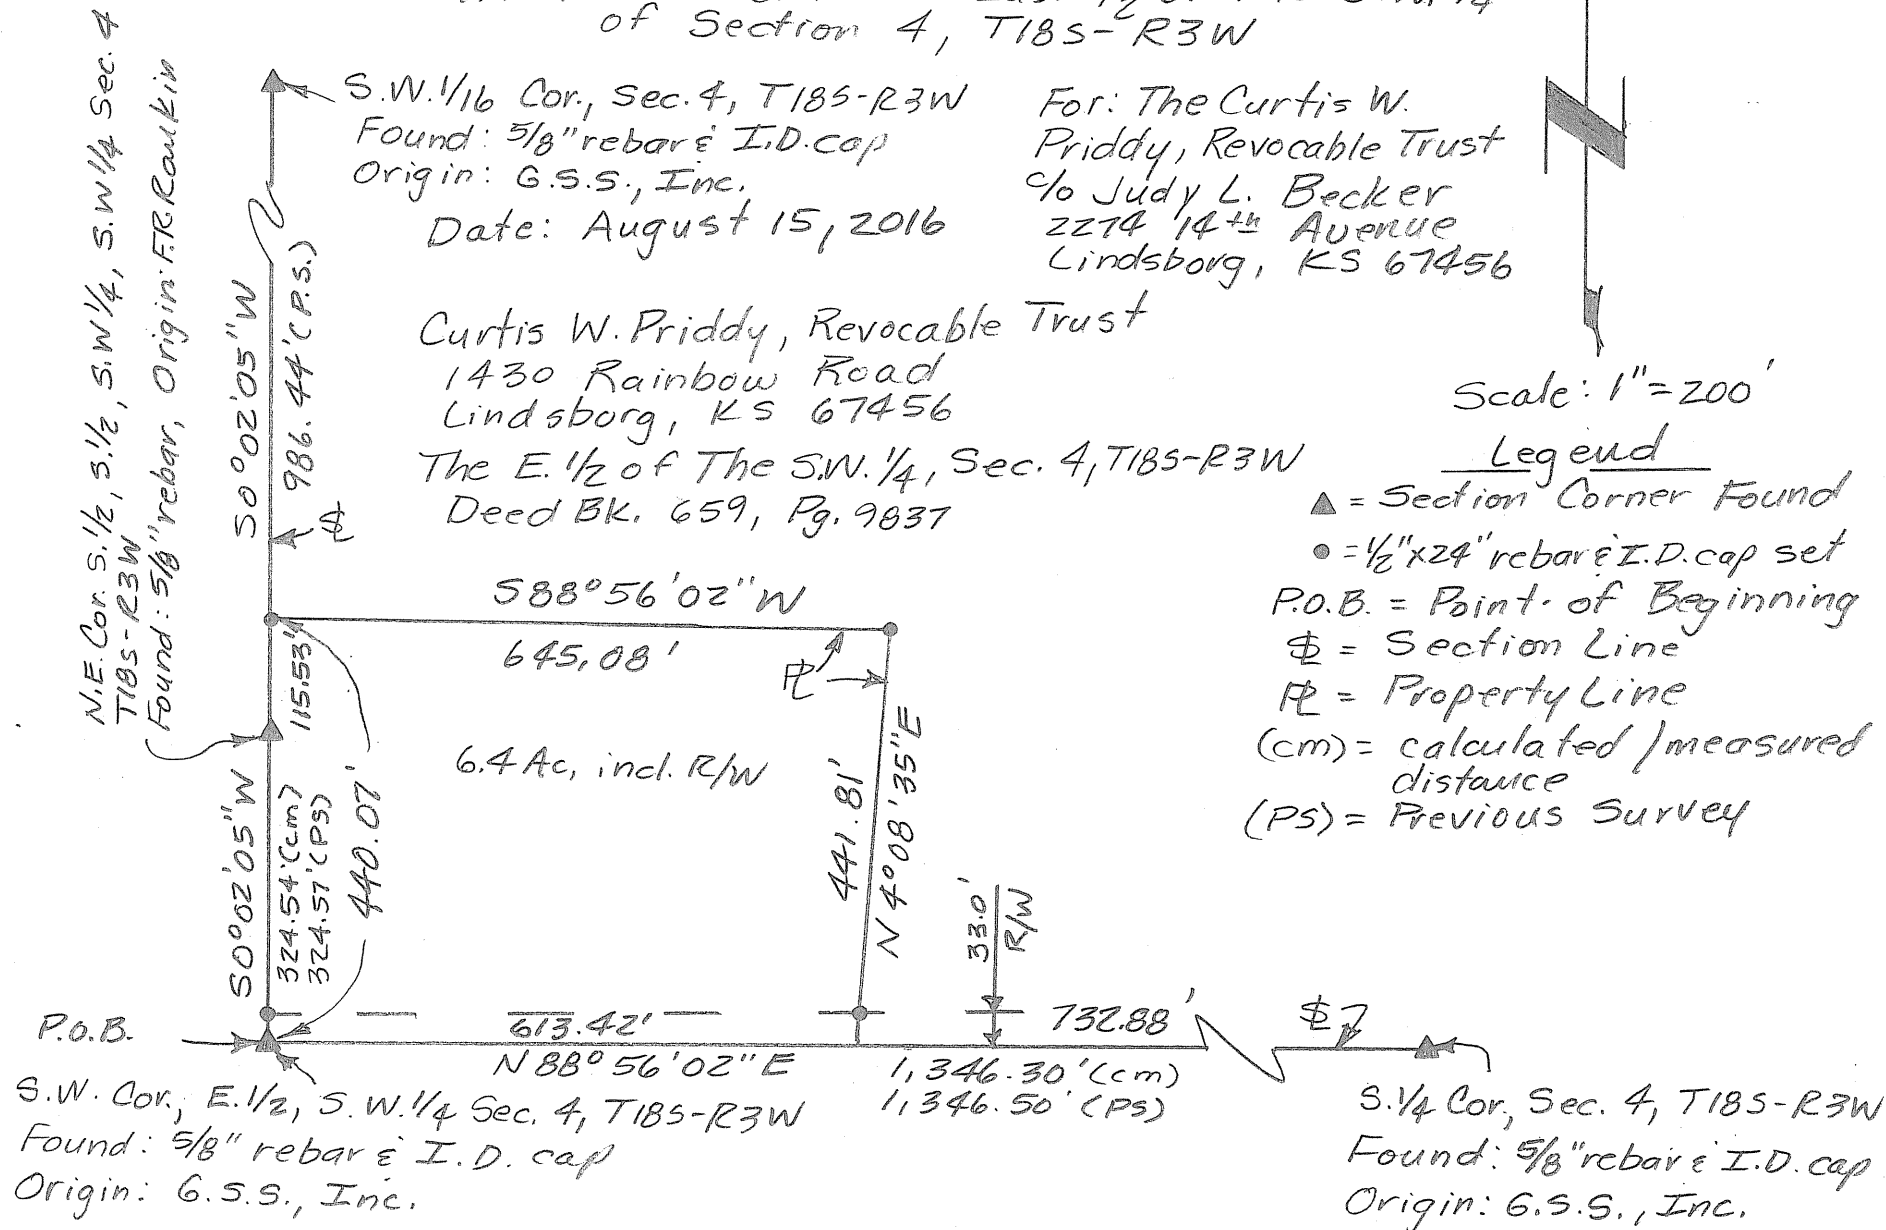 of Section 4, T18S-R3W
S.W.1/16 Cor., Sec. 4, T18S-R3W
Found: 5/8" rebar & I.D. cap
Origin: G.S.S., Inc.
Date: August 15, 2016
For: The Curtis W.
Priddy, Revocable Trust
c/o Judy L. Becker
2274 14th Avenue
Lindsborg, KS 67456
N.E. Cor. S.1/2, S.1/2, S.W 1/4, S.W 1/4 Sec. 4
T18S-R3W
Found: 5/8" rebar, Origin: F.R.
S0°02'05"W
986.44'(P.S.)
Curtis W. Priddy, Revocable Trust
1430 Rainbow Road
Lindsborg, KS 67456
The E. 1/2 of The S.W. 1/4, Sec. 4, T18S-R3W
Deed Bk. 659, Pg. 9837
Scale: 1"=200'
Legend
▲ = Section Corner Found
● = 1/2"x24" rebar & I.D. cap set
P.O.B. = Point of Beginning
SL = Section Line
PL = Property Line
(cm) = calculated / measured
distance
(PS) = Previous Survey
SL
S88°56'02"W
645.08'
PL
115.53'
6.4 Ac, incl. R/W
441.81'
N4°08'35"E
S0°02'05"W
324.54'(cm)
324.57'(PS)
440.07'
33.0'
R/W
P.O.B.
613.42'
N88°56'02"E
732.88'
1,346.30'(cm)
1,346.50'(PS)
SL
S.W. Cor., E.1/2, S.W.1/4 Sec. 4, T18S-R3W
Found: 5/8" rebar & I.D. cap
Origin: G.S.S., Inc.
S.1/4 Cor., Sec. 4, T18S-R3W
Found: 5/8" rebar & I.D. cap
Origin: G.S.S., Inc.